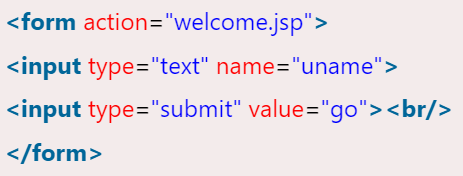 <form action="welcome.jsp">
<input type="text" name="uname">
<input type="submit" value="go"><br/>
</form>